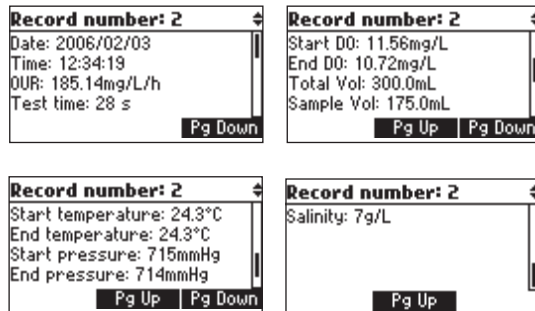 Record number: 2
Date: 2006/02/03
Time: 12:34:19
OUR: 185.14mg/L/h
Test time: 28 s
Pg Down
Record number: 2
Start DO: 11.56mg/L
End DO: 10.72mg/L
Total Vol: 300.0mL
Sample Vol: 175.0mL
Pg Up Pg Down
Record number: 2
Start temperature: 24.3°C
End temperature: 24.3°C
Start pressure: 715mmHg
End pressure: 714mmHg
Pg Up Pg Down
Record number: 2
Salinity: 7g/L
Pg Up